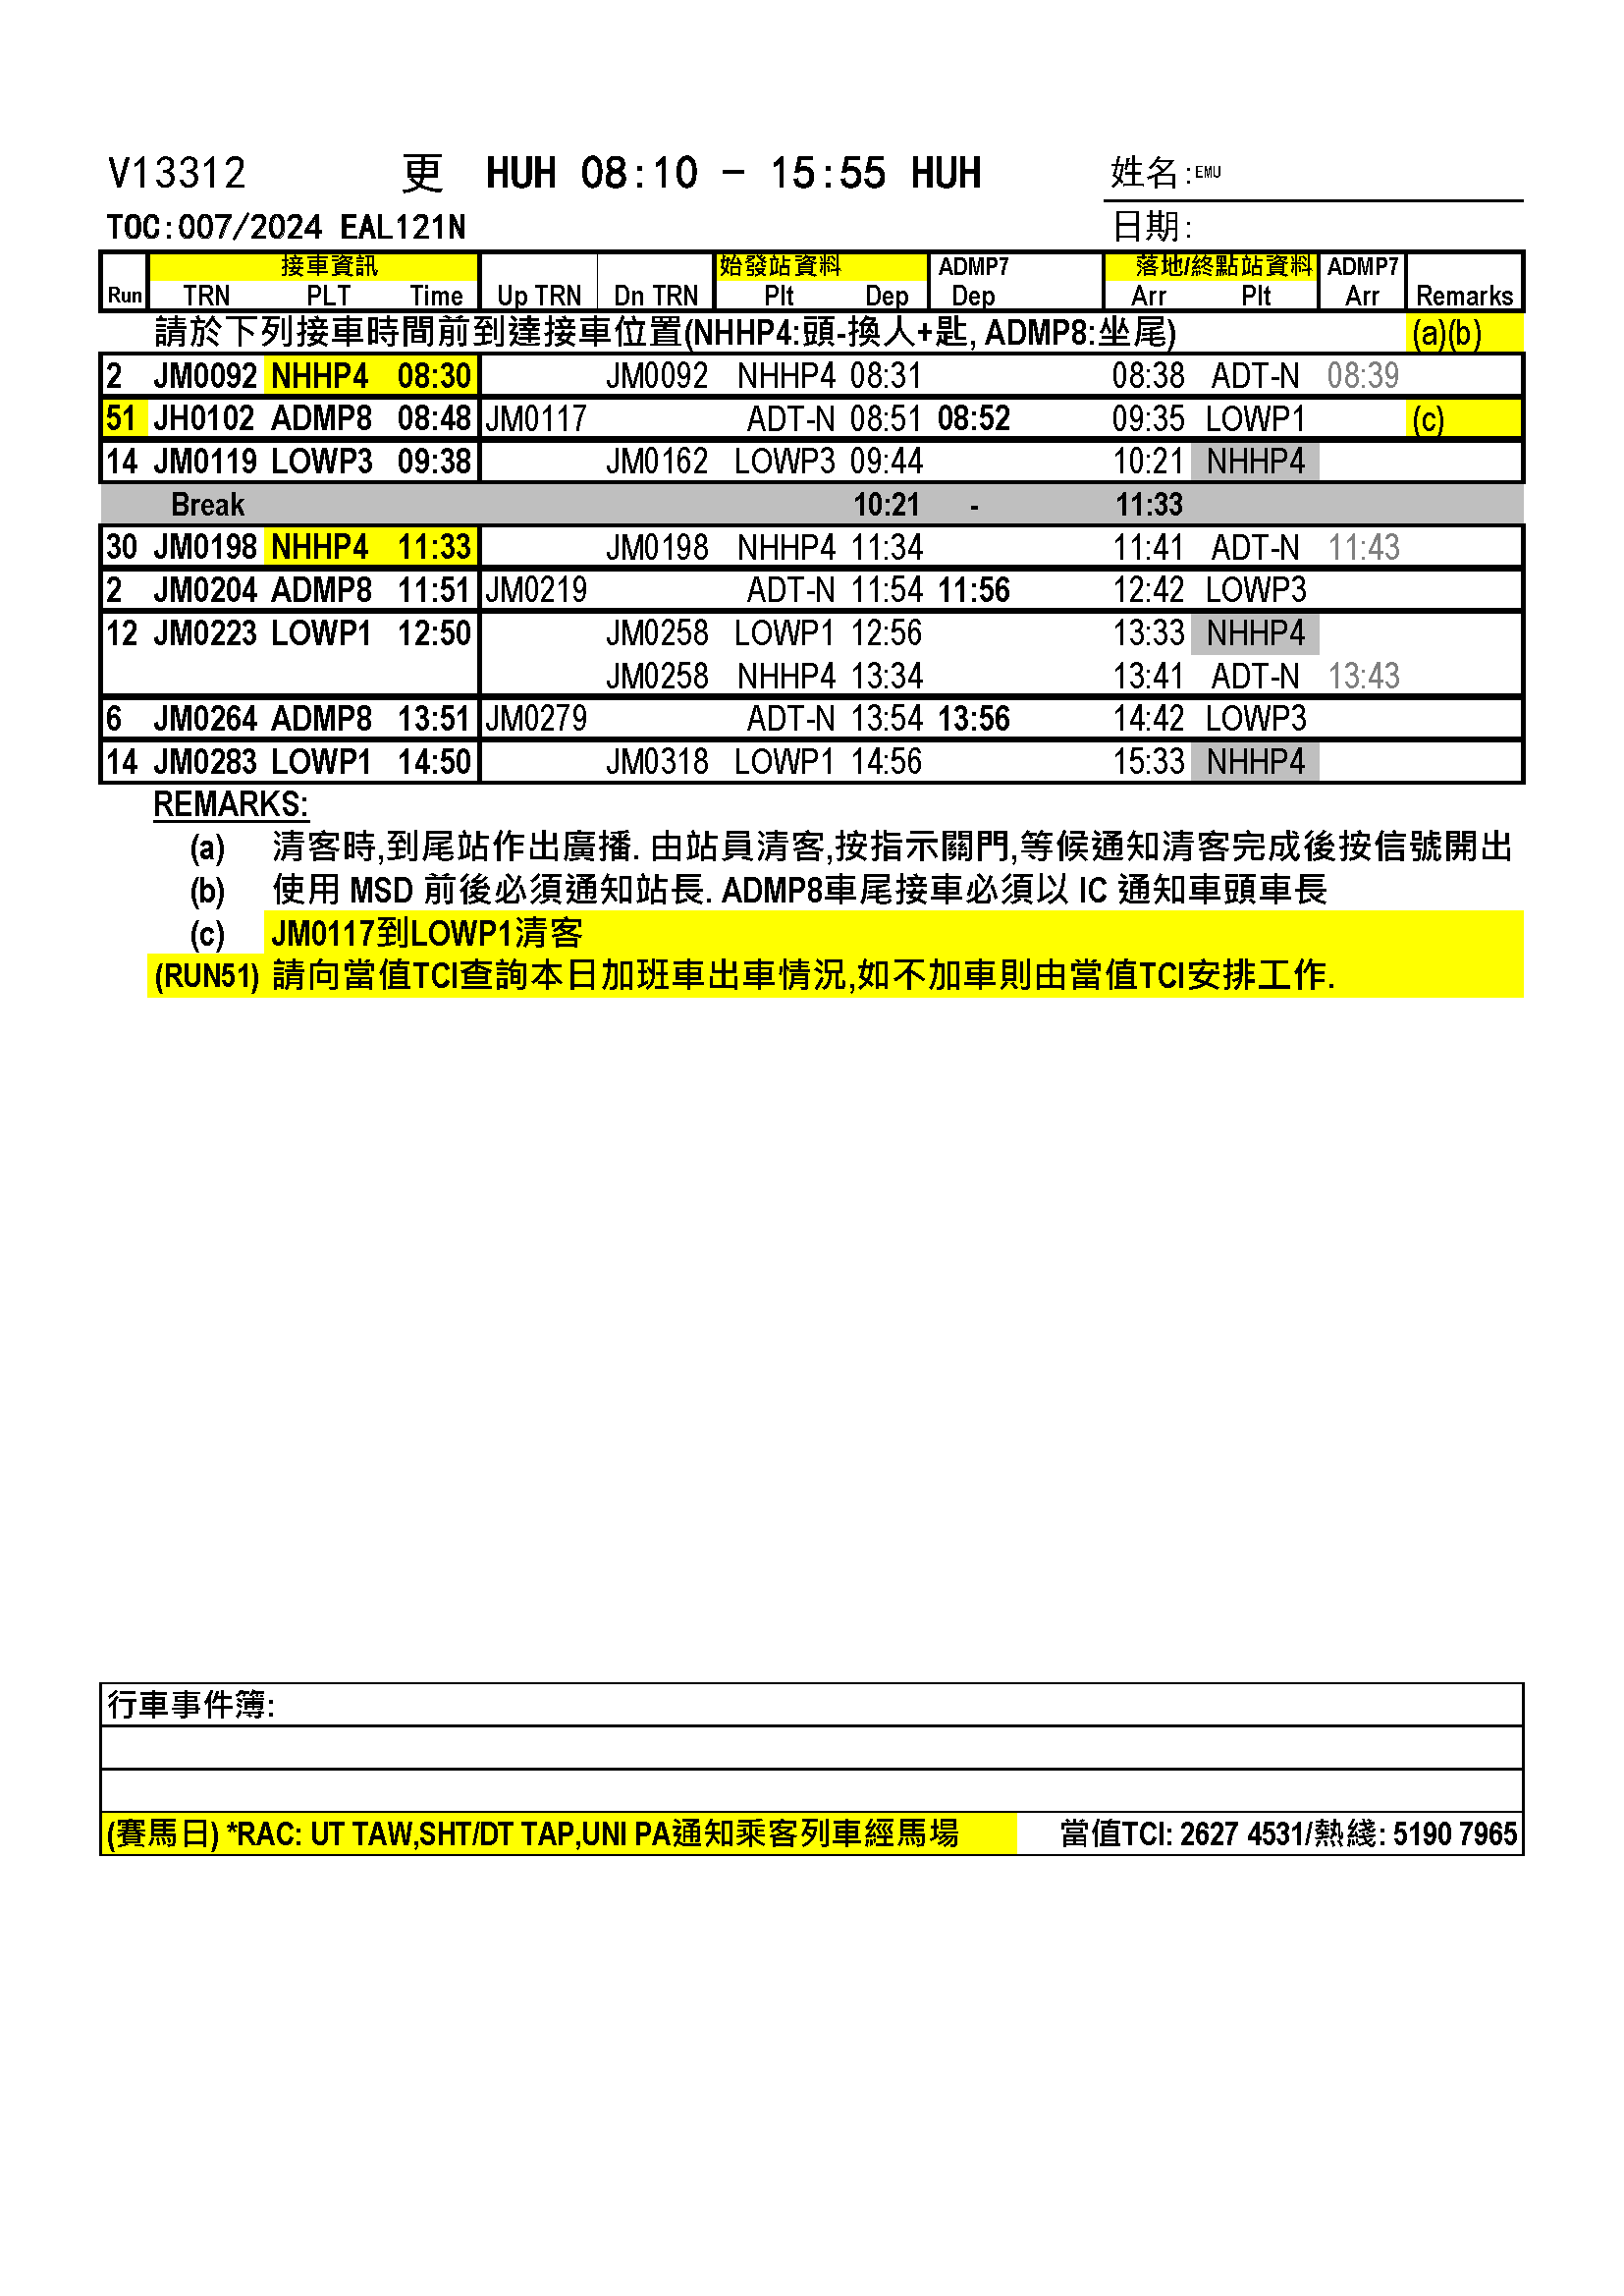 V13312 更 HUH 08:10 - 15:55 HUH 姓名:EMU
TOC:007/2024 EAL121N 日期:
接車資訊 始發站資料 ADMP7 落地/終點站資料 ADMP7
Run TRN PLT Time Up TRN Dn TRN Plt Dep Dep Arr Plt Arr Remarks
請於下列接車時間前到達接車位置(NHHP4:頭-換人+匙, ADMP8:坐尾) (a)(b)
2 JM0092 NHHP4 08:30 JM0092 NHHP4 08:31 08:38 ADT-N 08:39
51 JH0102 ADMP8 08:48 JM0117 ADT-N 08:51 08:52 09:35 LOWP1 (c)
14 JM0119 LOWP3 09:38 JM0162 LOWP3 09:44 10:21 NHHP4
Break 10:21 - 11:33
30 JM0198 NHHP4 11:33 JM0198 NHHP4 11:34 11:41 ADT-N 11:43
2 JM0204 ADMP8 11:51 JM0219 ADT-N 11:54 11:56 12:42 LOWP3
12 JM0223 LOWP1 12:50 JM0258 LOWP1 12:56 13:33 NHHP4
JM0258 NHHP4 13:34 13:41 ADT-N 13:43
6 JM0264 ADMP8 13:51 JM0279 ADT-N 13:54 13:56 14:42 LOWP3
14 JM0283 LOWP1 14:50 JM0318 LOWP1 14:56 15:33 NHHP4
REMARKS:
(a) 清客時,到尾站作出廣播. 由站員清客,按指示關門,等候通知清客完成後按信號開出
(b) 使用 MSD 前後必須通知站長. ADMP8車尾接車必須以 IC 通知車頭車長
(c) JM0117到LOWP1清客
(RUN51) 請向當值TCI查詢本日加班車出車情況,如不加車則由當值TCI安排工作.
行車事件簿:
(賽馬日) *RAC: UT TAW,SHT/DT TAP,UNI PA通知乘客列車經馬場 當值TCI: 2627 4531/熱綫: 5190 7965